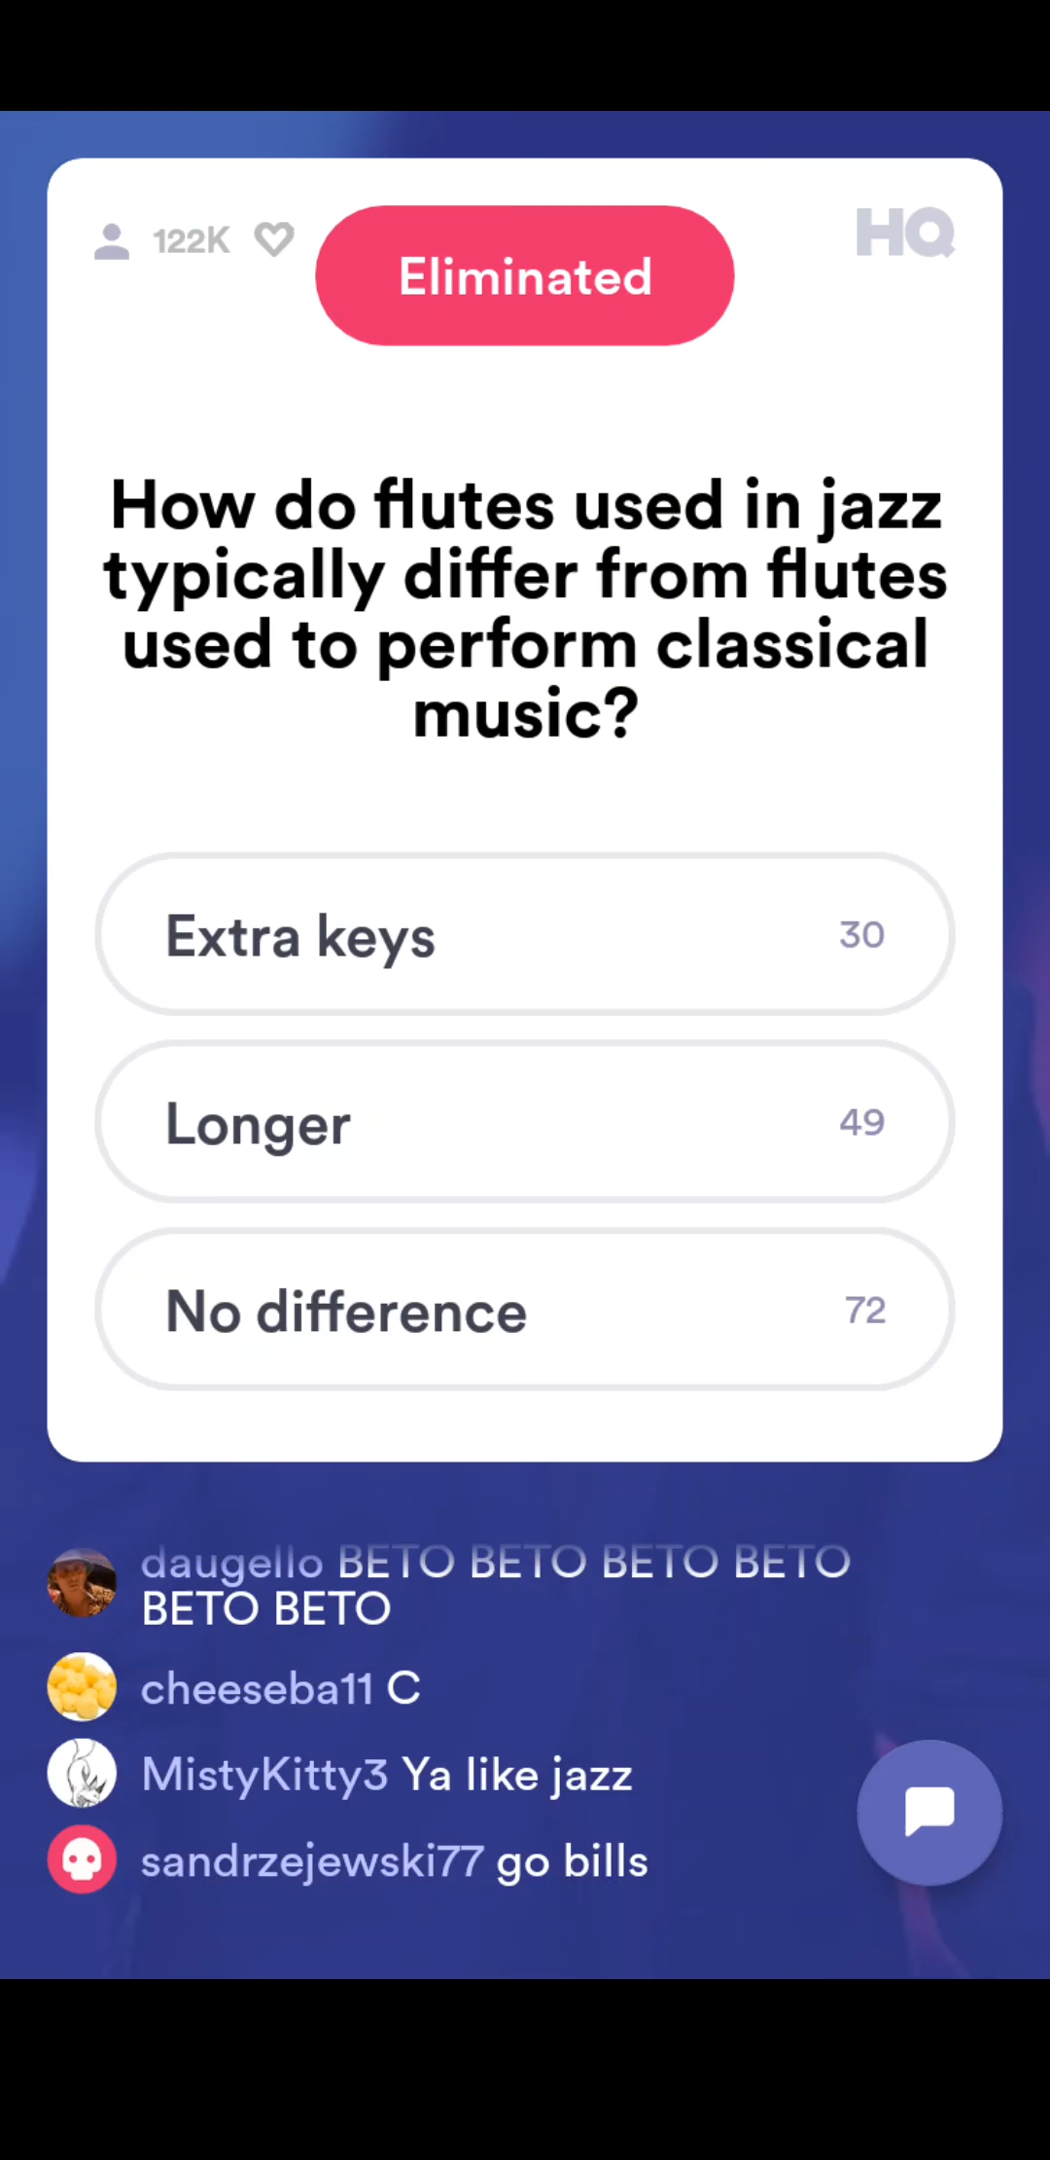 122K
Eliminated
HQ
How do flutes used in jazz
typically differ from flutes
used to perform classical
music?
Extra keys 30
Longer 49
No difference 72
daugello BETO BETO BETO BETO
BETO BETO
cheeseba11 C
MistyKitty3 Ya like jazz
sandrzejewski77 go bills